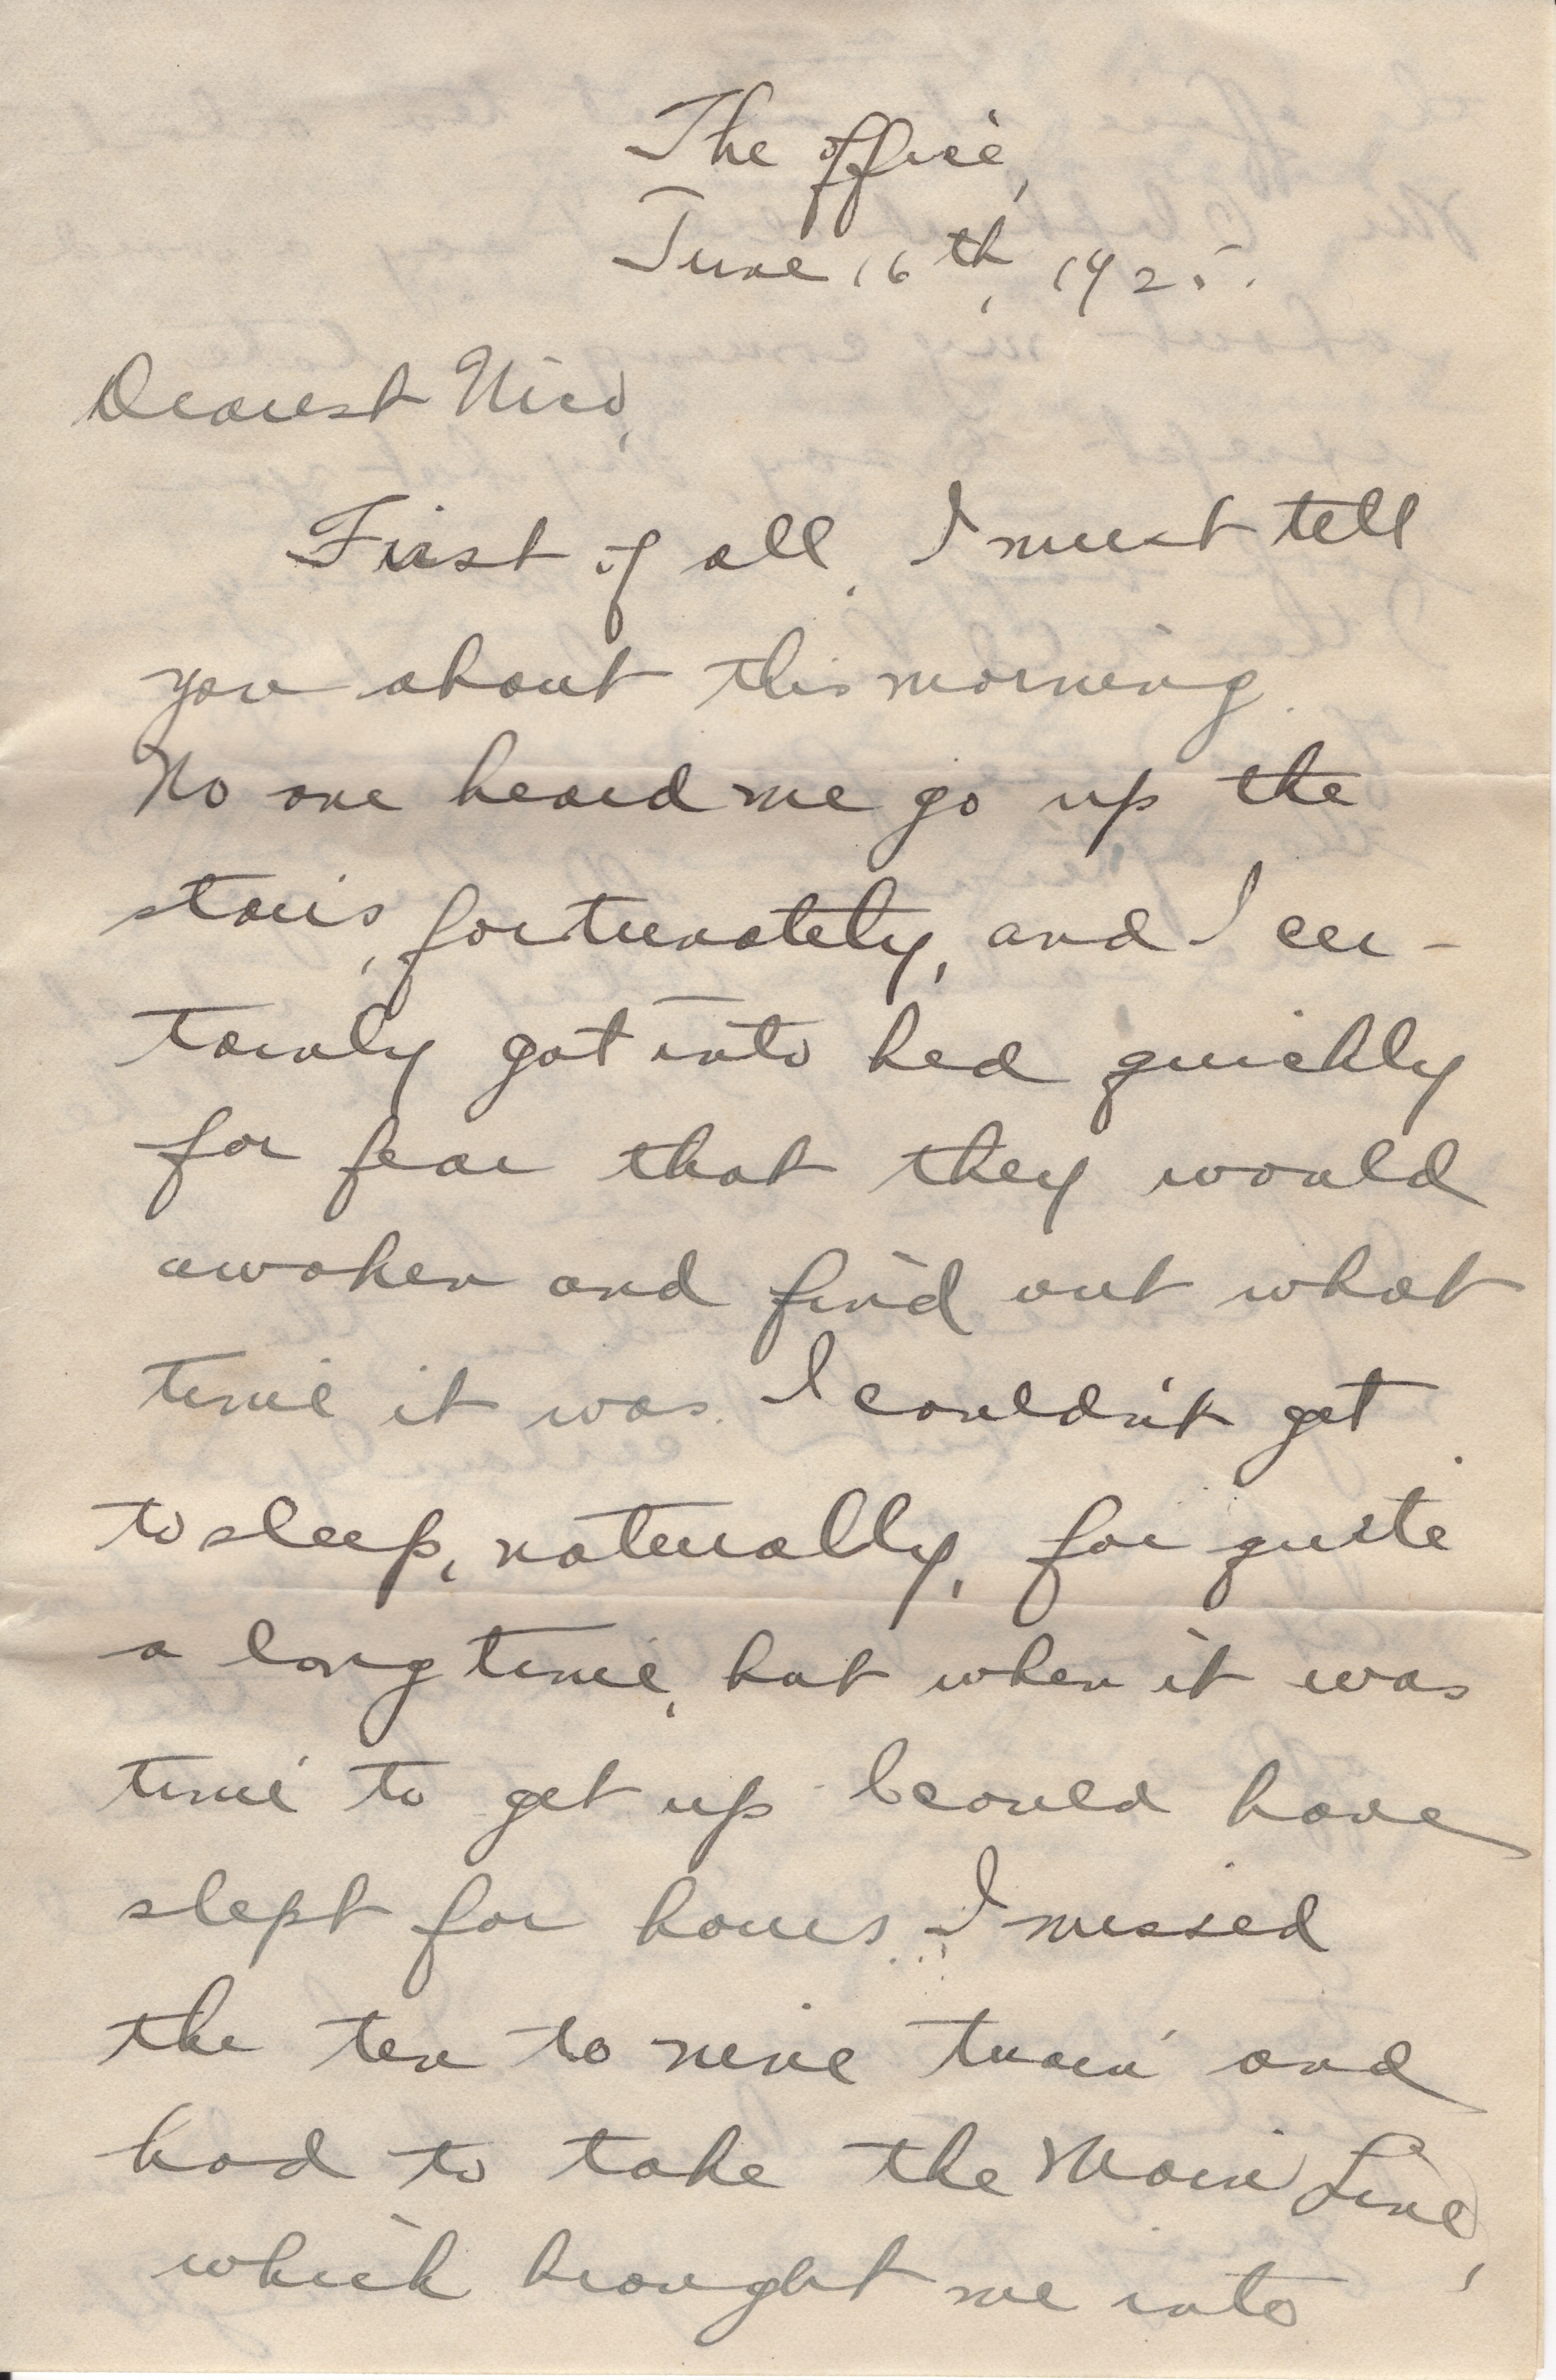 The office,
June 16th, 1925.
Dearest Nico,
First of all, I must tell
you about this morning.
No one heard me go up the
stairs, fortunately, and I cer-
tainly got into bed quickly
for fear that they would
awaken and find out what
time it was. I couldn't get
to sleep, naturally, for quite
a long time, but when it was
time to get up I could have
slept for hours. I missed
the ten to nine train and
had to take the Main Line,
which brought me into